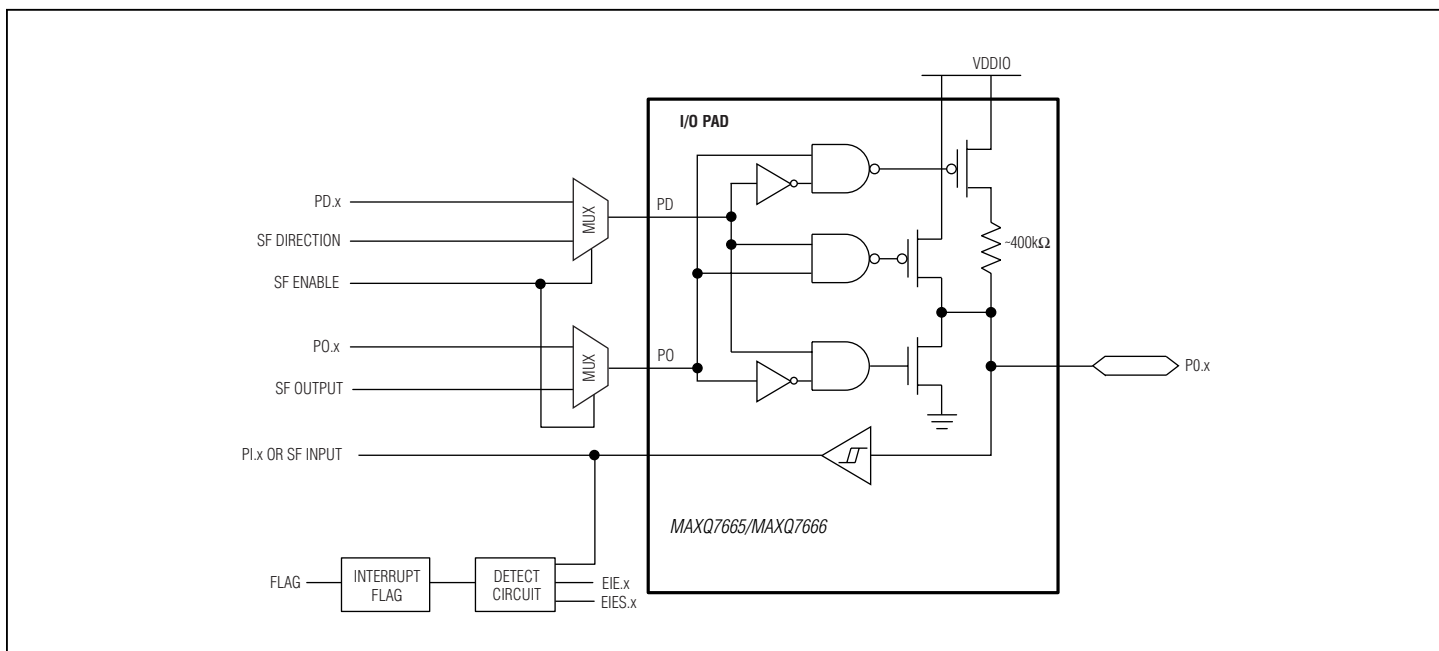 VDDIO
I/O PAD
PD.x
MUX
PD
SF DIRECTION
~400kΩ
SF ENABLE
PO.x
MUX
PO
P0.x
SF OUTPUT
PI.x OR SF INPUT
MAXQ7665/MAXQ7666
FLAG
INTERRUPT
FLAG
DETECT
CIRCUIT
EIE.x
EIES.x